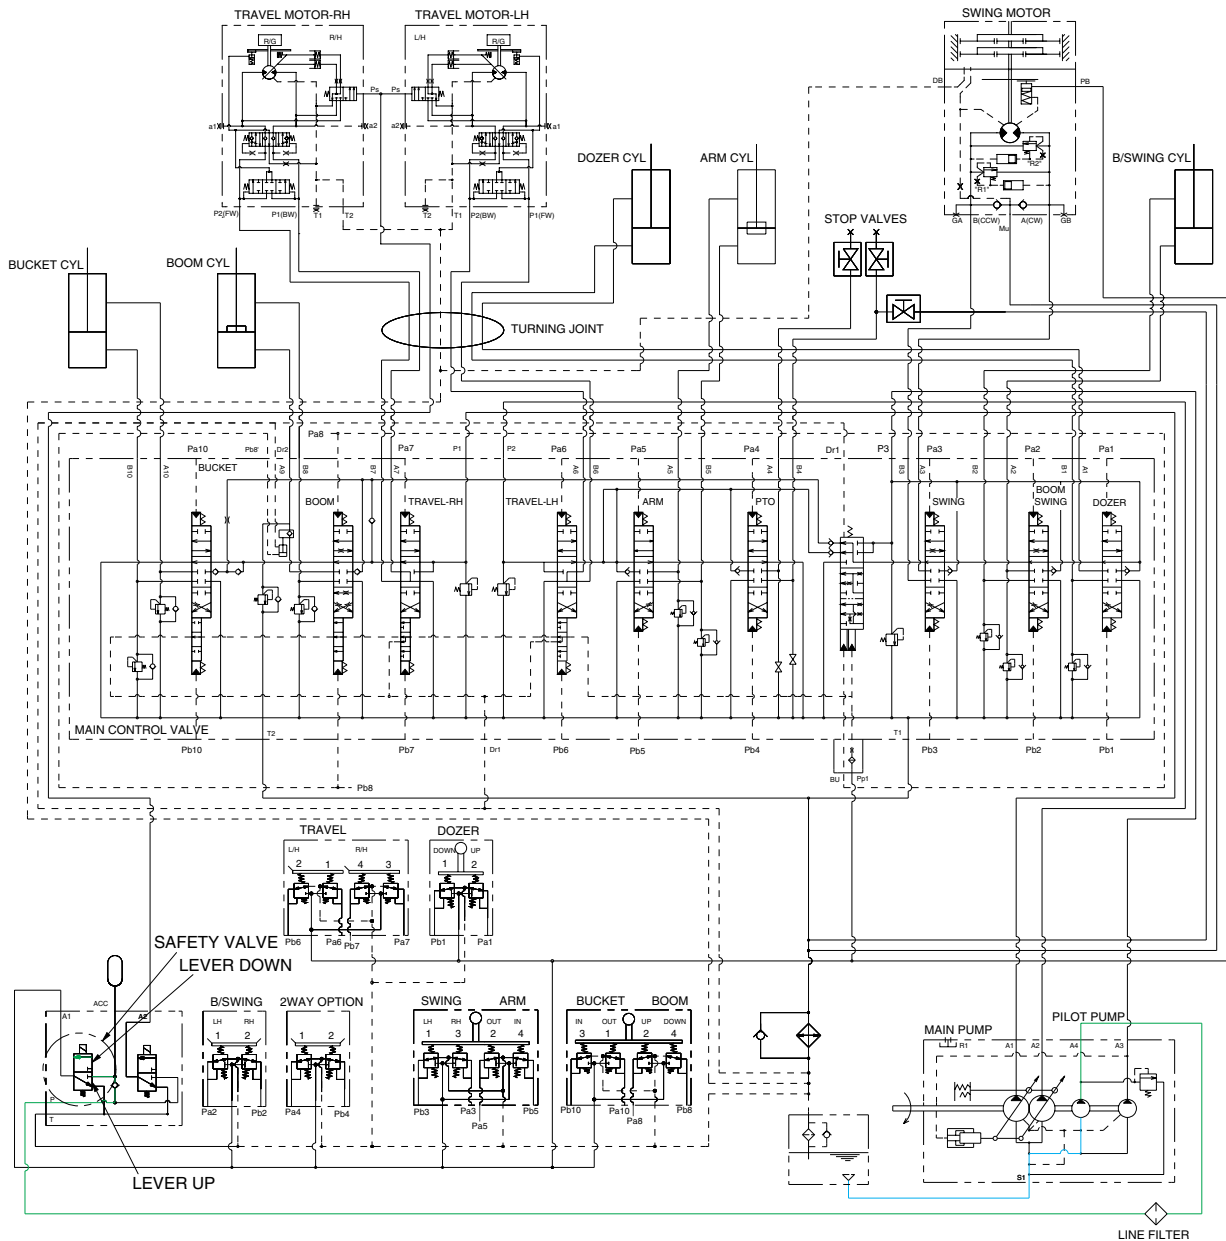 TRAVEL MOTOR-RH TRAVEL MOTOR-LH SWING MOTOR
R/G R/H L/H R/G
DB PB
Ps Ps
a1 a2 a2 a1
DOZER CYL ARM CYL B/SWING CYL
"R2"
"R1"
P2(FW) P1(BW) T1 T2 T2 T1 P2(BW) P1(FW)
STOP VALVES
GA B(CCW) Mu A(CW) GB
BUCKET CYL BOOM CYL
TURNING JOINT
Pa8
Pa10 Pb8' Dr2 Pa7 P1 P2 Pa6 Pa5 Pa4 Dr1 P3 Pa3 Pa2 Pa1
B10 A10 A9 B8 B7 A7 A6 B6 A5 B5 A4 B4 B3 A3 B2 A2 B1 A1
BUCKET
BOOM TRAVEL-RH TRAVEL-LH ARM PTO SWING BOOM SWING DOZER
MAIN CONTROL VALVE
T2 T1
Pb10 Pb7 Dr1 Pb6 Pb5 Pb4 Pb3 Pb2 Pb1
BU Pp1
Pb8
TRAVEL DOZER
L/H R/H DOWN UP
2 1 4 3 1 2
Pb6 Pa6 Pb7 Pa7 Pb1 Pa1
SAFETY VALVE
LEVER DOWN
ACC
A1 A2
P
T
LEVER UP
B/SWING 2WAY OPTION SWING ARM BUCKET BOOM
LH RH LH RH OUT IN IN OUT UP DOWN
1 2 1 2 1 3 2 4 3 1 2 4
Pa2 Pb2 Pa4 Pb4 Pb3 Pa3 Pa5 Pb5 Pb10 Pa10 Pa8 Pb8
MAIN PUMP PILOT PUMP
R1 A1 A2 A4 A3
S1
LINE FILTER